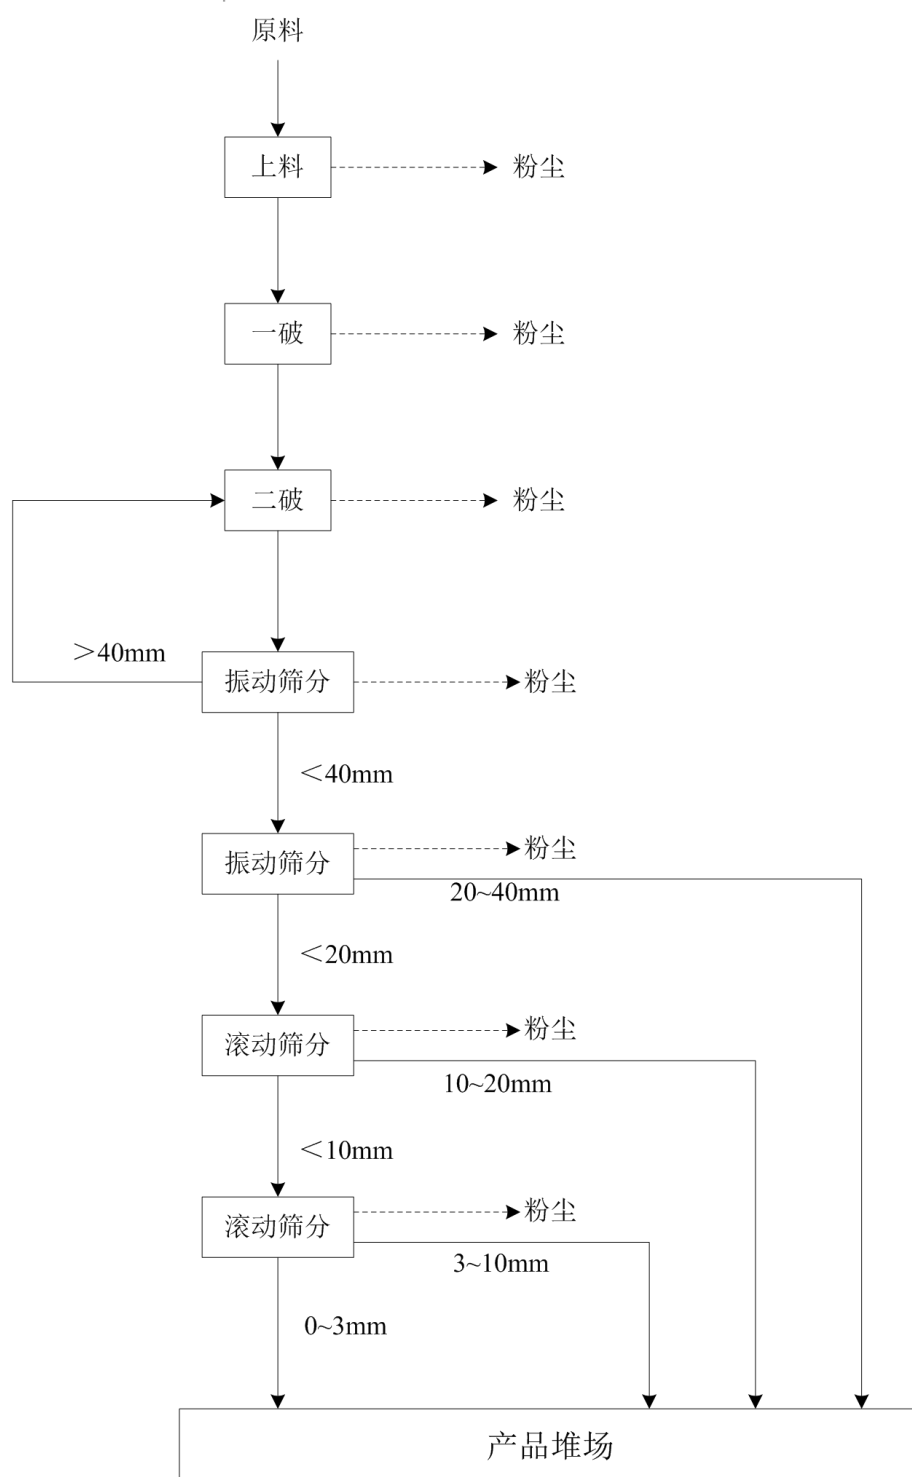 原料
上料
粉尘
一破
粉尘
二破
粉尘
＞40mm
振动筛分
粉尘
＜40mm
振动筛分
粉尘
20~40mm
＜20mm
滚动筛分
粉尘
10~20mm
＜10mm
滚动筛分
粉尘
3~10mm
0~3mm
产品堆场